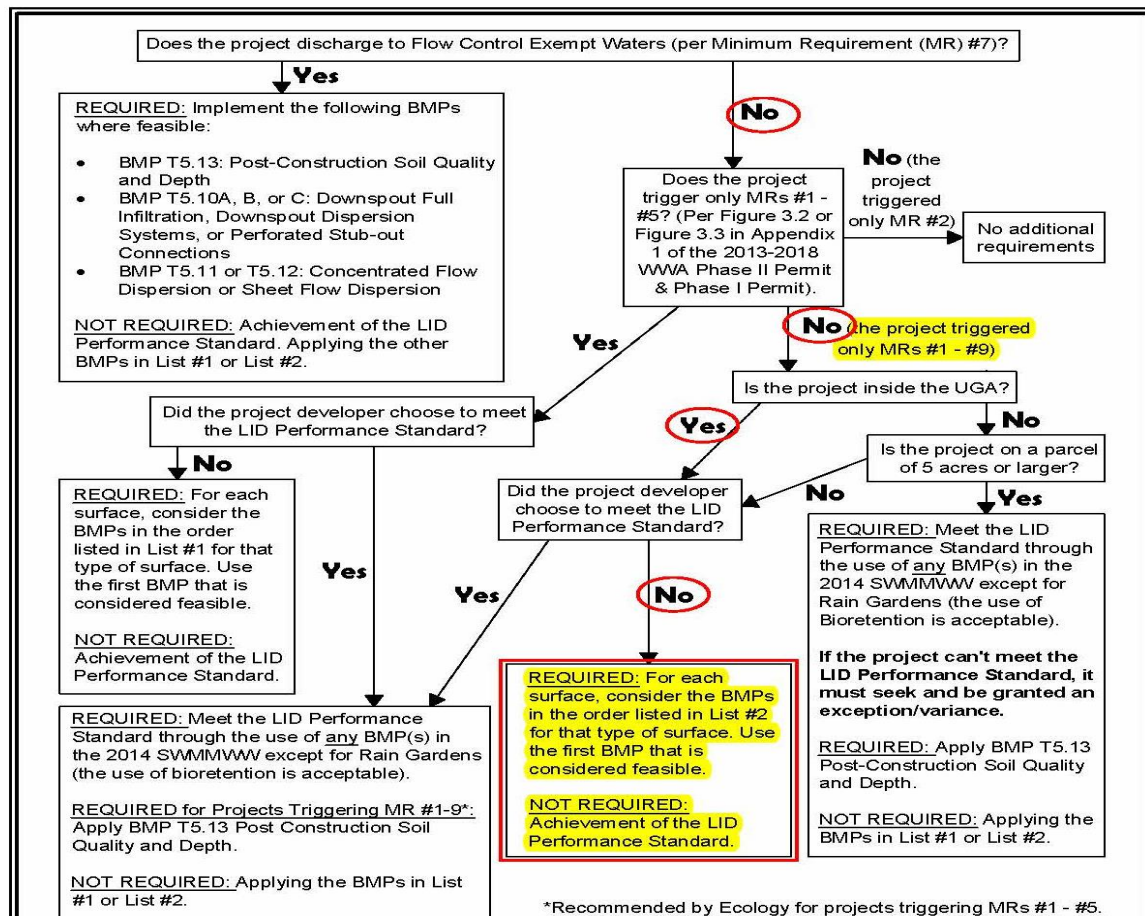 Does the project discharge to Flow Control Exempt Waters (per Minimum Requirement (MR) #7)?
Yes
No
REQUIRED: Implement the following BMPs
where feasible:
• BMP T5.13: Post-Construction Soil Quality
and Depth
• BMP T5.10A, B, or C: Downspout Full
Infiltration, Downspout Dispersion
Systems, or Perforated Stub-out
Connections
• BMP T5.11 or T5.12: Concentrated Flow
Dispersion or Sheet Flow Dispersion
NOT REQUIRED: Achievement of the LID
Performance Standard. Applying the other
BMPs in List #1 or List #2.
Does the project
trigger only MRs #1 -
#5? (Per Figure 3.2 or
Figure 3.3 in Appendix
1 of the 2013-2018
WWA Phase II Permit
& Phase I Permit).
No (the
project
triggered
only MR #2)
No additional
requirements
Yes
No (the project triggered
only MRs #1 - #9)
Is the project inside the UGA?
Yes
No
Did the project developer choose to meet
the LID Performance Standard?
No
Yes
Is the project on a parcel
of 5 acres or larger?
No
Yes
Did the project developer
choose to meet the LID
Performance Standard?
Yes
No
REQUIRED: For each
surface, consider the
BMPs in the order
listed in List #1 for that
type of surface. Use
the first BMP that is
considered feasible.
NOT REQUIRED:
Achievement of the LID
Performance Standard.
REQUIRED: Meet the LID
Performance Standard through
the use of any BMP(s) in the
2014 SWMMWW except for
Rain Gardens (the use of
Bioretention is acceptable).
If the project can't meet the
LID Performance Standard, it
must seek and be granted an
exception/variance.
REQUIRED: Apply BMP T5.13
Post-Construction Soil Quality
and Depth.
NOT REQUIRED: Applying the
BMPs in List #1 or List #2.
REQUIRED: For each
surface, consider the BMPs
in the order listed in List #2
for that type of surface. Use
the first BMP that is
considered feasible.
NOT REQUIRED:
Achievement of the LID
Performance Standard.
REQUIRED: Meet the LID Performance
Standard through the use of any BMP(s) in
the 2014 SWMMWW except for Rain Gardens
(the use of bioretention is acceptable).
REQUIRED for Projects Triggering MR #1-9*:
Apply BMP T5.13 Post Construction Soil
Quality and Depth.
NOT REQUIRED: Applying the BMPs in List
#1 or List #2.
*Recommended by Ecology for projects triggering MRs #1 - #5.